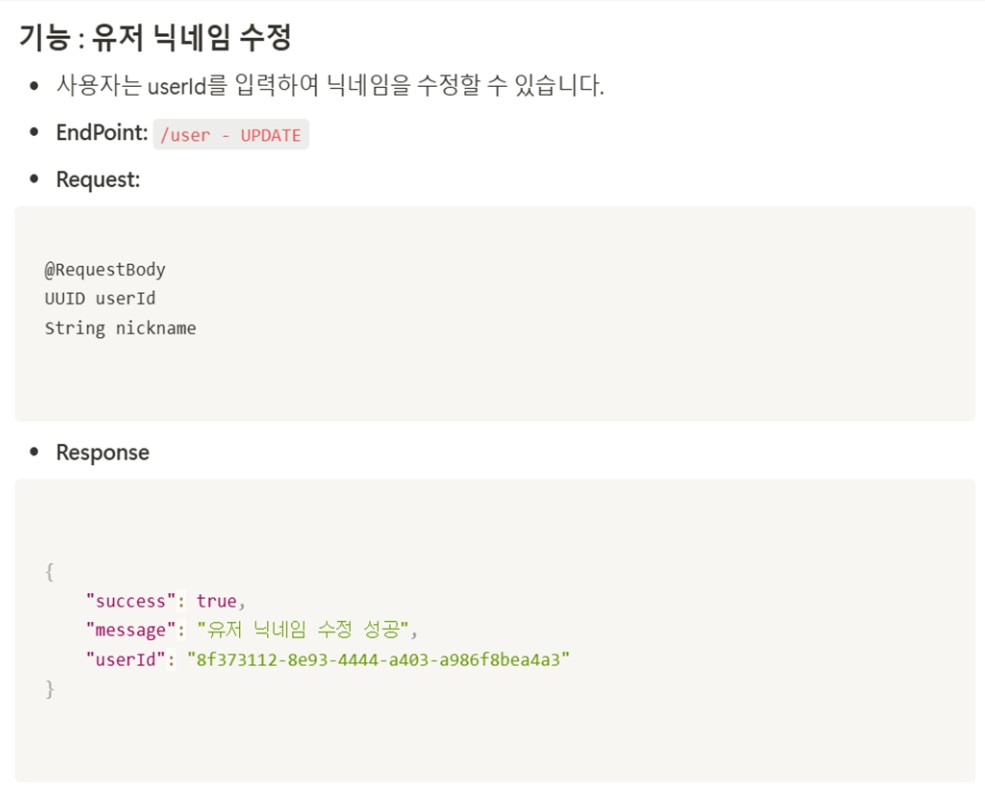 기능 : 유저 닉네임 수정
• 사용자는 userId를 입력하여 닉네임을 수정할 수 있습니다.
• EndPoint: /user - UPDATE
• Request:
@RequestBody
UUID userId
String nickname
• Response
{
    "success": true,
    "message": "유저 닉네임 수정 성공",
    "userId": "8f373112-8e93-4444-a403-a986f8bea4a3"
}